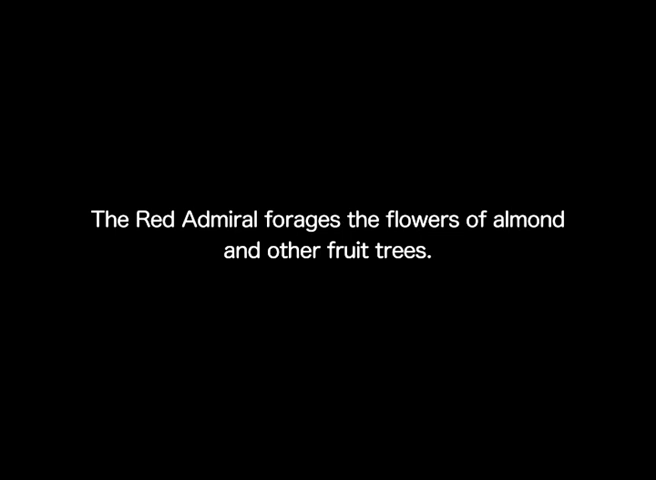 The Red Admiral forages the flowers of almond
and other fruit trees.